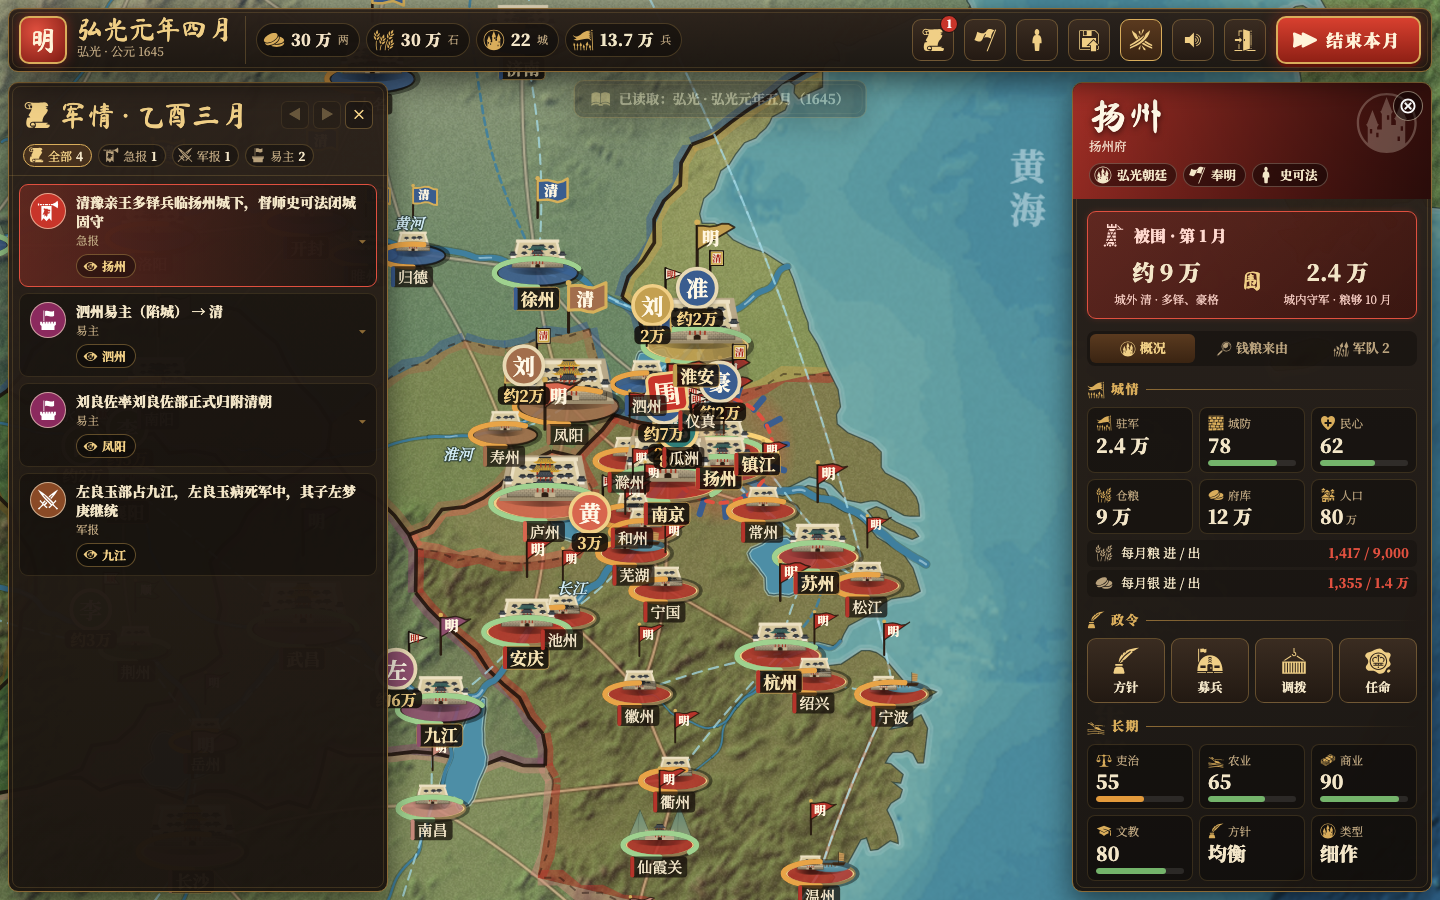 明
弘光元年四月
弘光 · 公元 1645
30 万 两
30 万 石
22 城
13.7 万 兵
1
结束本月
军情 · 乙酉三月
全部 4
急报 1
军报 1
易主 2
清豫亲王多铎兵临扬州城下，督师史可法闭城
固守
急报
扬州
泗州易主（陷城）→ 清
易主
泗州
刘良佐率刘良佐部正式归附清朝
易主
凤阳
左良玉部占九江，左良玉病死军中，其子左梦
庚继统
军报
九江
已读取：弘光 · 弘光元年五月（1645）
黄海
清
清
黄河
归德
徐州
清
明
清
刘
2万
淮
约2万
清
刘
约2万
明
凤阳
淮河
寿州
围
泗州
约7万
淮安
豪
约2万
清
仪真
瓜洲
扬州
镇江
明
滁州
南京
庐州
黄
3万
和州
常州
芜湖
长江
宁国
苏州
松江
池州
安庆
左
九江
杭州
绍兴
宁波
徽州
衢州
南昌
仙霞关
温州
扬州
扬州府
弘光朝廷
奉明
史可法
被围 · 第 1 月
约 9 万
围
2.4 万
城外 清 · 多铎、豪格
城内守军 · 粮够 10 月
概况
钱粮来由
军队 2
城情
驻军
2.4 万
城防
78
民心
62
仓粮
9 万
府库
12 万
人口
80 万
每月粮 进 / 出
1,417 / 9,000
每月银 进 / 出
1,355 / 1.4 万
政令
方针
募兵
调拨
任命
长期
吏治
55
农业
65
商业
90
文教
80
方针
均衡
类型
细作